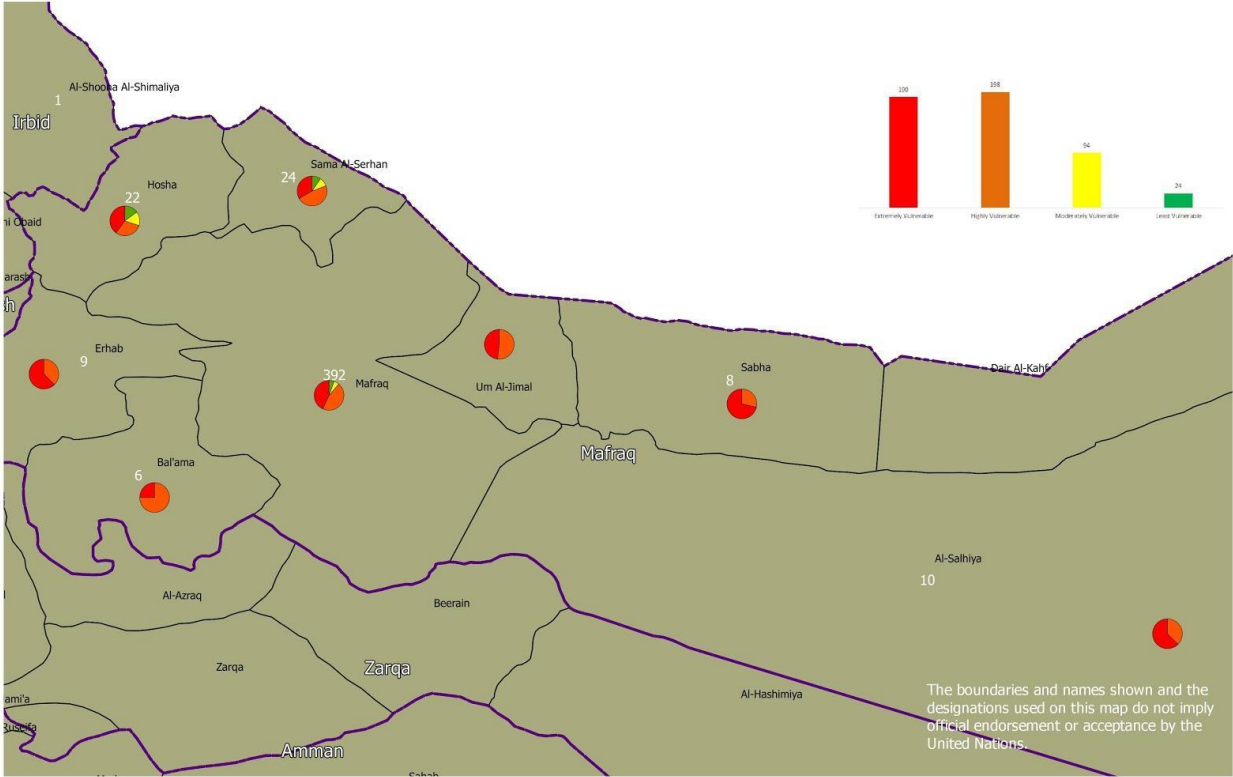 Al-Shoona Al-Shimaliya
1
Irbid
Sama Al-Serhan
24
Hosha
22
Erhab
9
392
Mafraq
Um Al-Jimal
Sabha
8
Dair Al-Kahf
Mafraq
Bal'ama
6
Al-Salhiya
10
Al-Azraq
Beerain
Zarqa
Zarqa
Al-Hashimiya
Amman
Sahab
Extremely Vulnerable
Highly Vulnerable
94
Moderately Vulnerable
24
Least Vulnerable
The boundaries and names shown and the
designations used on this map do not imply
official endorsement or acceptance by the
United Nations.